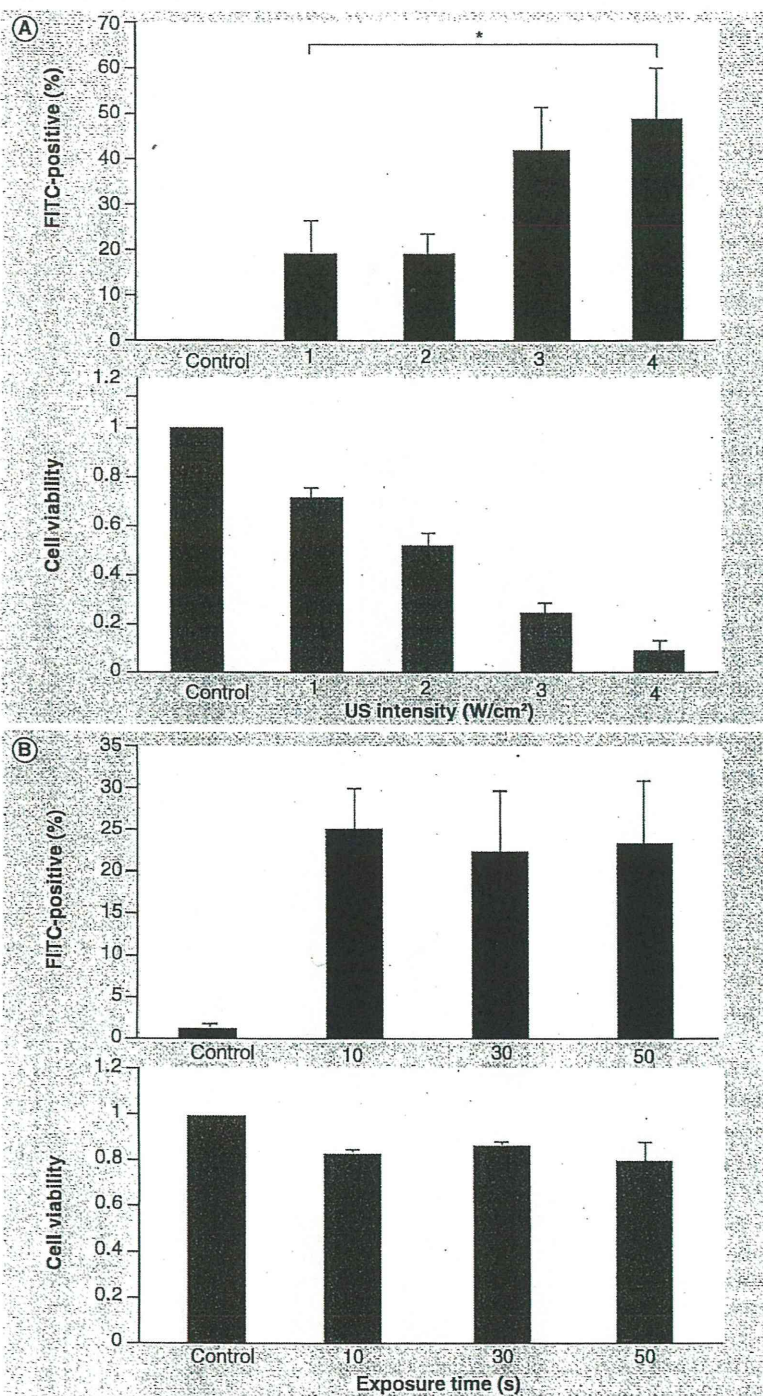 A
FITC-positive (%)
70
60
50
40
30
20
10
0
*
Control 1 2 3 4
Cell viability
1.2
1
0.8
0.6
0.4
0.2
0
Control 1 2 3 4
US intensity (W/cm²)
B
FITC-positive (%)
35
30
25
20
15
10
5
0
Control 10 30 50
Cell viability
1.2
1
0.8
0.6
0.4
0.2
0
Control 10 30 50
Exposure time (s)